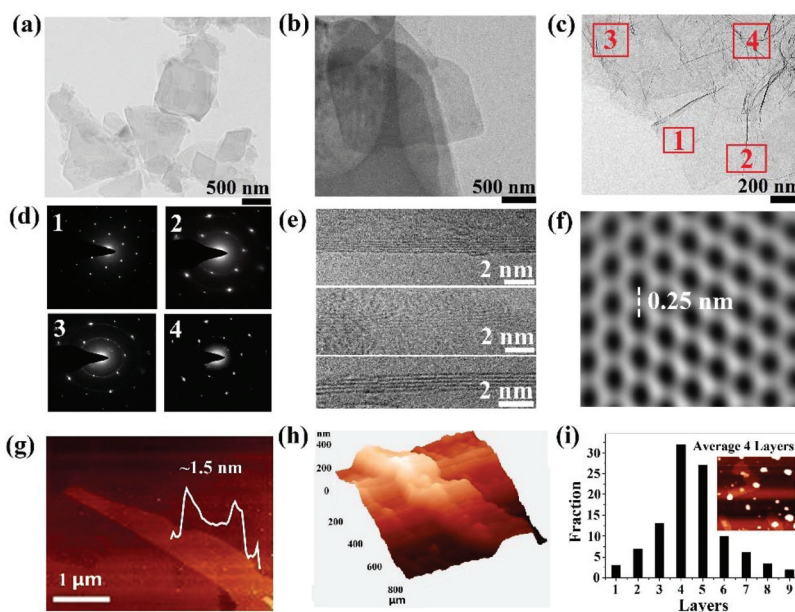 (a)
500 nm
(b)
500 nm
(c)
3
4
1
2
200 nm
(d)
1
2
3
4
(e)
2 nm
2 nm
2 nm
(f)
0.25 nm
(g)
~1.5 nm
1 μm
(h)
nm
400
200
0
200
400
600
800
μm
400
200
0
(i)
Average 4 Layers
Fraction
30
25
20
15
10
5
0
1 2 3 4 5 6 7 8 9
Layers